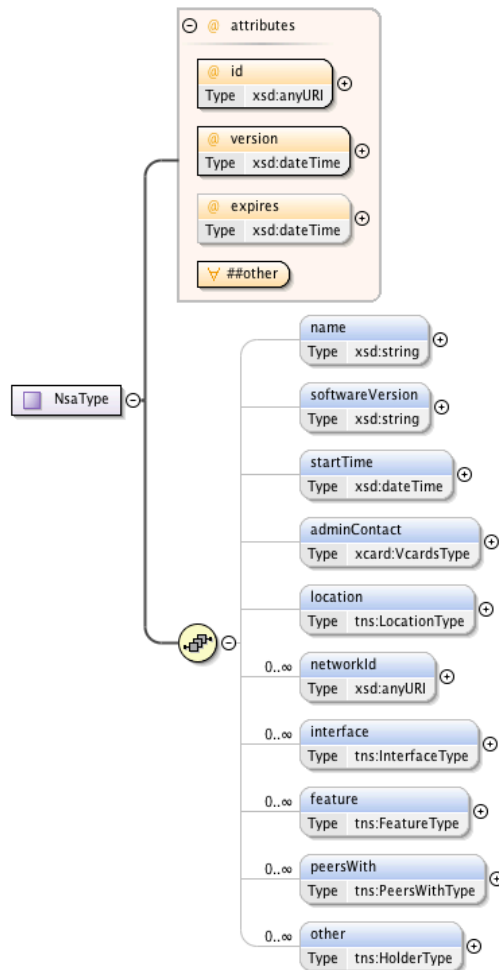 @ attributes
@ id
Type xsd:anyURI
@ version
Type xsd:dateTime
@ expires
Type xsd:dateTime
∀ ##other
NsaType
name
Type xsd:string
softwareVersion
Type xsd:string
startTime
Type xsd:dateTime
adminContact
Type xcard:VcardsType
location
Type tns:LocationType
0..∞ networkId
Type xsd:anyURI
0..∞ interface
Type tns:InterfaceType
0..∞ feature
Type tns:FeatureType
0..∞ peersWith
Type tns:PeersWithType
0..∞ other
Type tns:HolderType